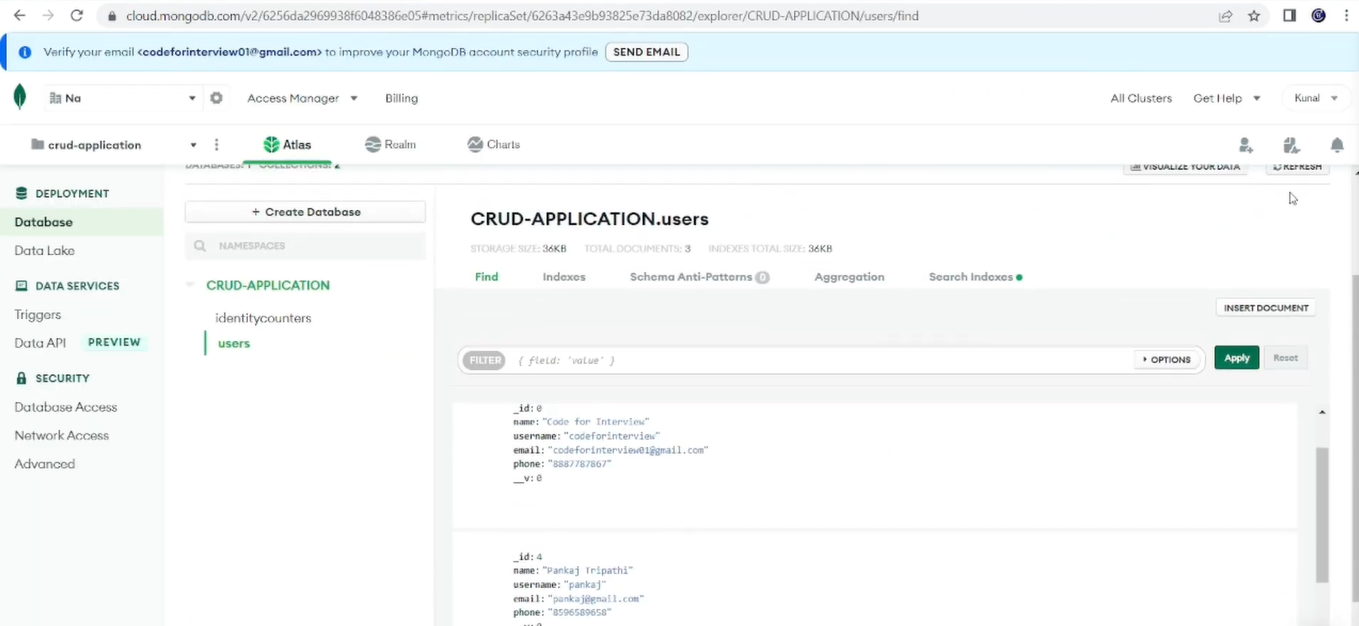 cloud.mongodb.com/v2/6256da2969938f6048386e05#metrics/replicaSet/6263a43e9b93825e73da8082/explorer/CRUD-APPLICATION/users/find
Verify your email <codeforinterview01@gmail.com> to improve your MongoDB account security profile SEND EMAIL
Na Access Manager Billing All Clusters Get Help Kunal
crud-application Atlas Realm Charts
DATABASES: 1 COLLECTIONS: 2 VISUALIZE YOUR DATA REFRESH
DEPLOYMENT
Database
Data Lake
DATA SERVICES
Triggers
Data API PREVIEW
SECURITY
Database Access
Network Access
Advanced
+ Create Database
NAMESPACES
CRUD-APPLICATION
identitycounters
users
CRUD-APPLICATION.users
STORAGE SIZE: 36KB TOTAL DOCUMENTS: 3 INDEXES TOTAL SIZE: 36KB
Find Indexes Schema Anti-Patterns 0 Aggregation Search Indexes
INSERT DOCUMENT
FILTER { field: 'value' } OPTIONS Apply Reset
_id: 0
name: "Code for Interview"
username: "codeforinterview"
email: "codeforinterview01@gmail.com"
phone: "8887787867"
__v: 0
_id: 4
name: "Pankaj Tripathi"
username: "pankaj"
email: "pankaj@gmail.com"
phone: "8596589658"
__v: 0